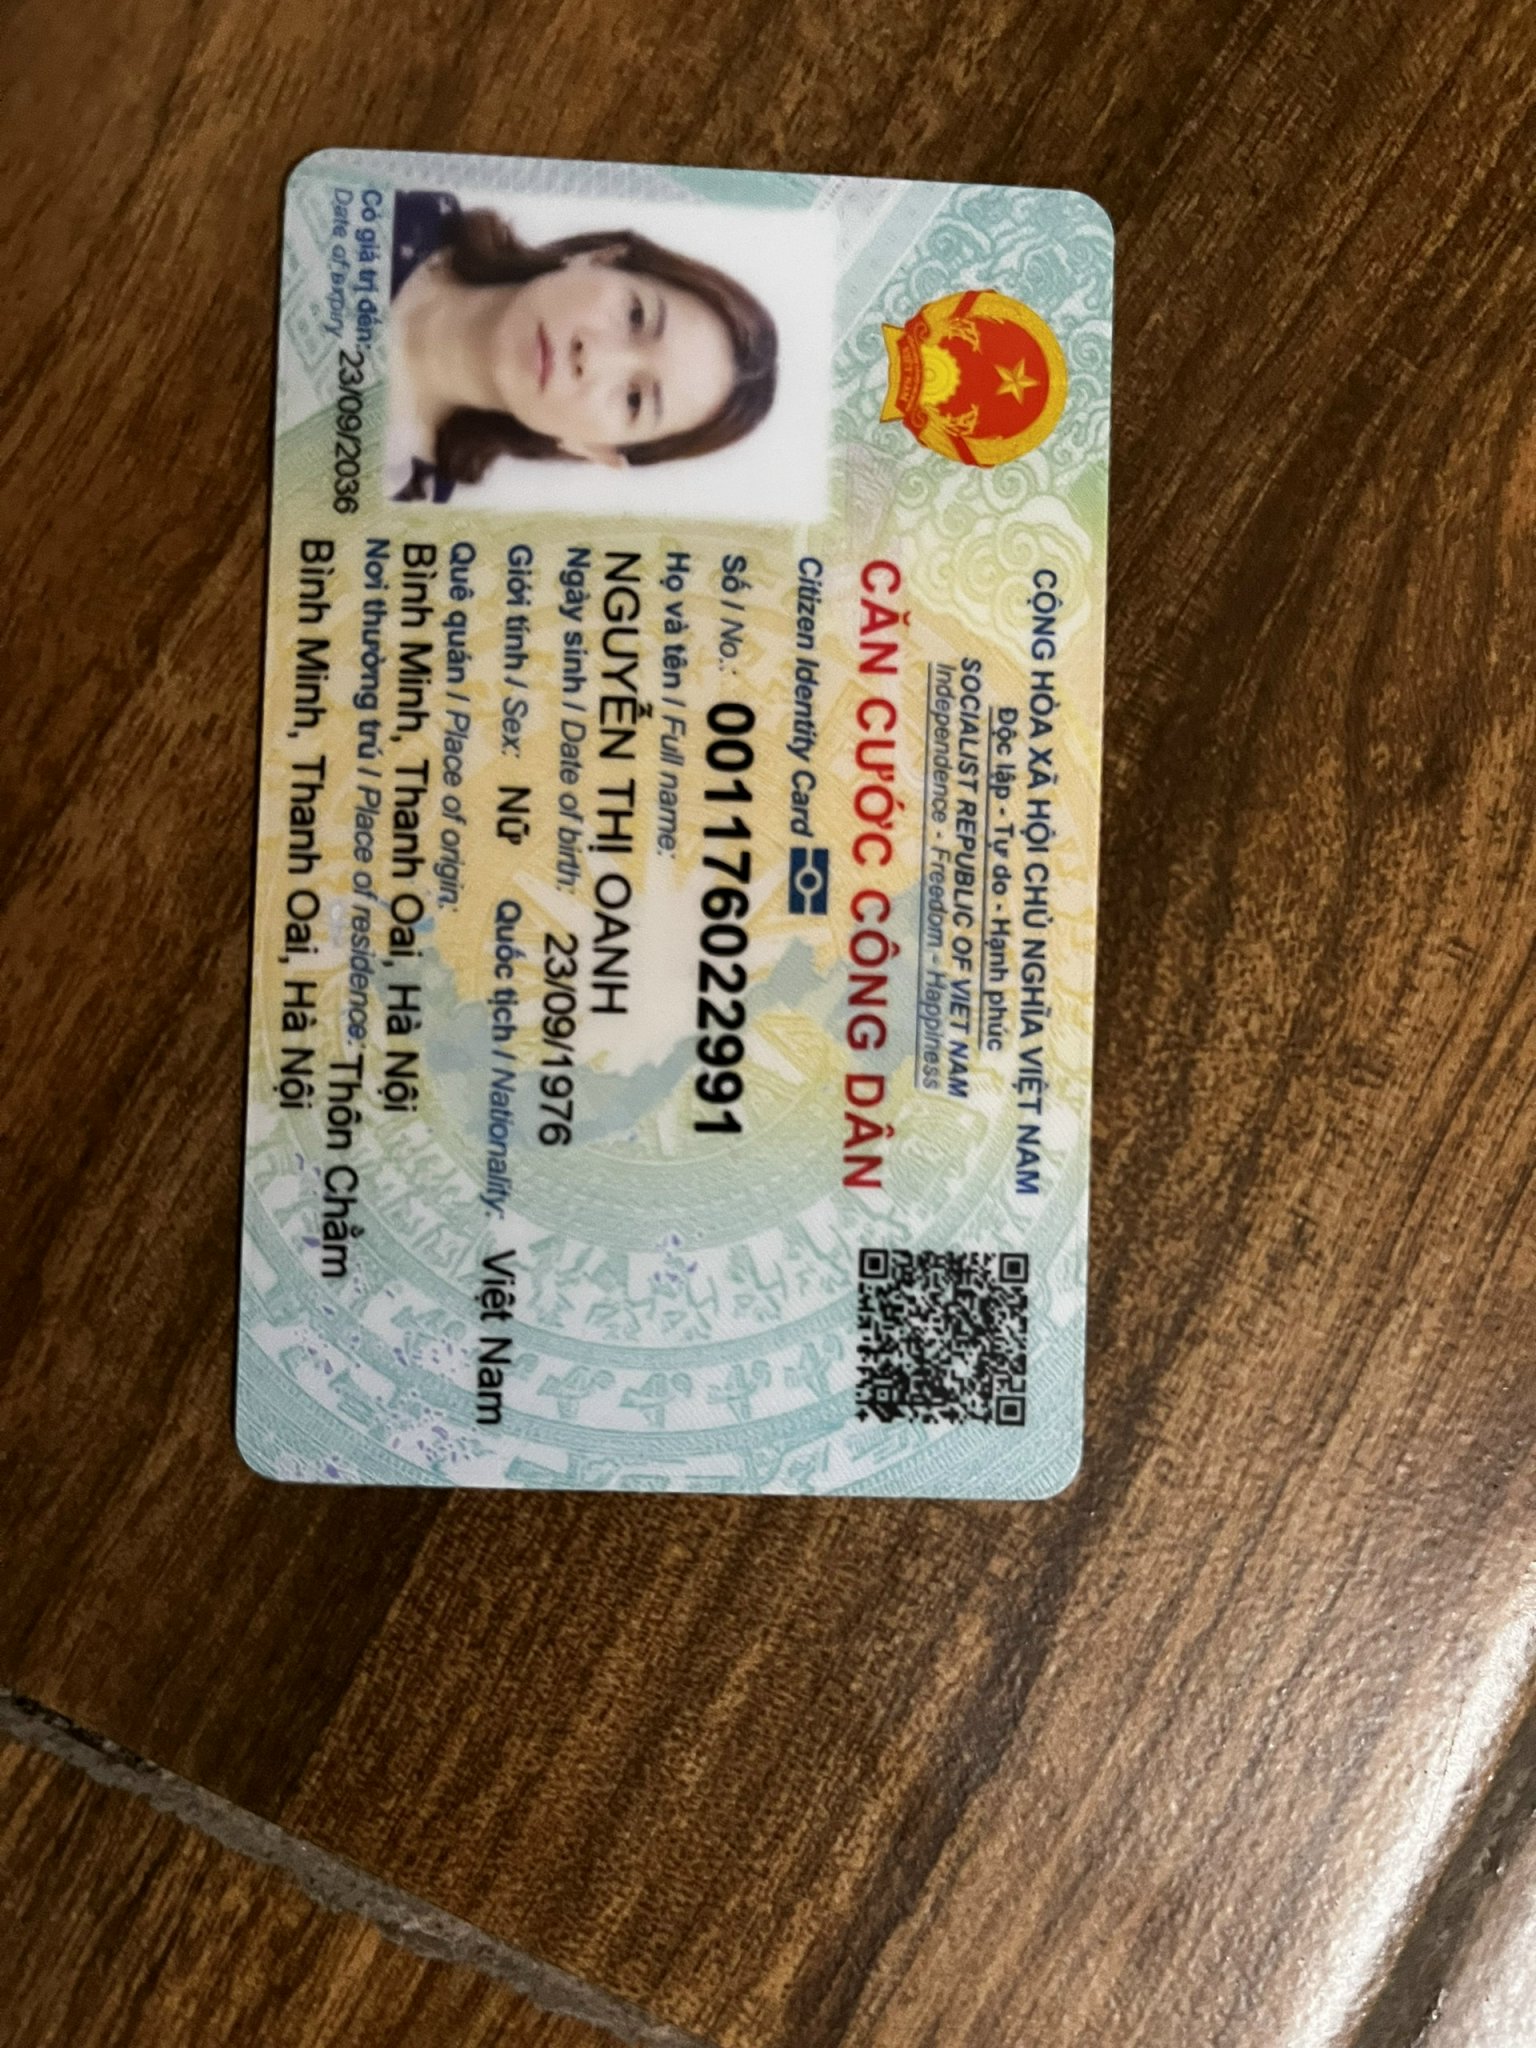 CỘNG HÒA XÃ HỘI CHỦ NGHĨA VIỆT NAM
Độc lập - Tự do - Hạnh phúc
SOCIALIST REPUBLIC OF VIET NAM
Independence - Freedom - Happiness
CĂN CƯỚC CÔNG DÂN
Citizen Identity Card
Số / No.: 001176022991
Họ và tên / Full name:
NGUYỄN THỊ OANH
Ngày sinh / Date of birth: 23/09/1976
Giới tính / Sex: Nữ Quốc tịch / Nationality: Việt Nam
Quê quán / Place of origin:
Bình Minh, Thanh Oai, Hà Nội
Nơi thường trú / Place of residence: Thôn Chằm
Bình Minh, Thanh Oai, Hà Nội
Có giá trị đến: 23/09/2036
Date of expiry
VIỆT NAM